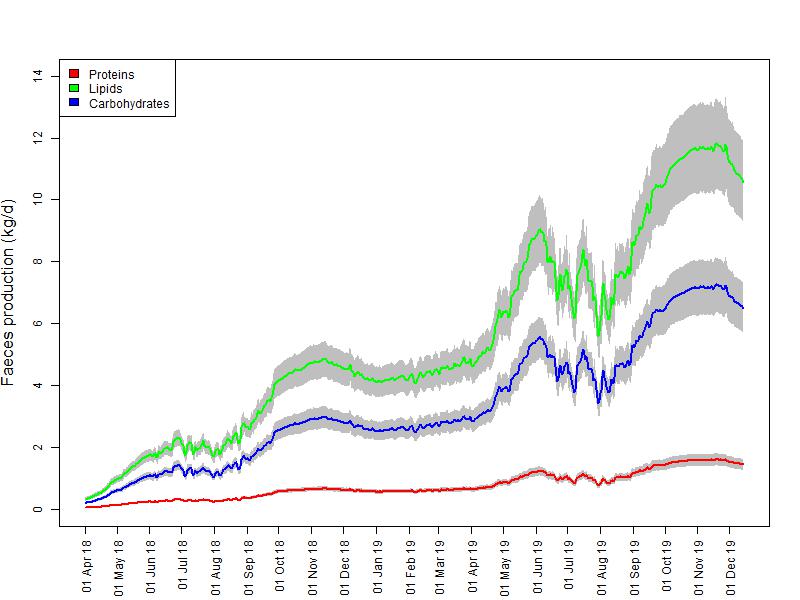 Proteins
Lipids
Carbohydrates
Faeces production (kg/d)
14
12
10
8
6
4
2
0
01 Apr 18
01 May 18
01 Jun 18
01 Jul 18
01 Aug 18
01 Sep 18
01 Oct 18
01 Nov 18
01 Dec 18
01 Jan 19
01 Feb 19
01 Mar 19
01 Apr 19
01 May 19
01 Jun 19
01 Jul 19
01 Aug 19
01 Sep 19
01 Oct 19
01 Nov 19
01 Dec 19